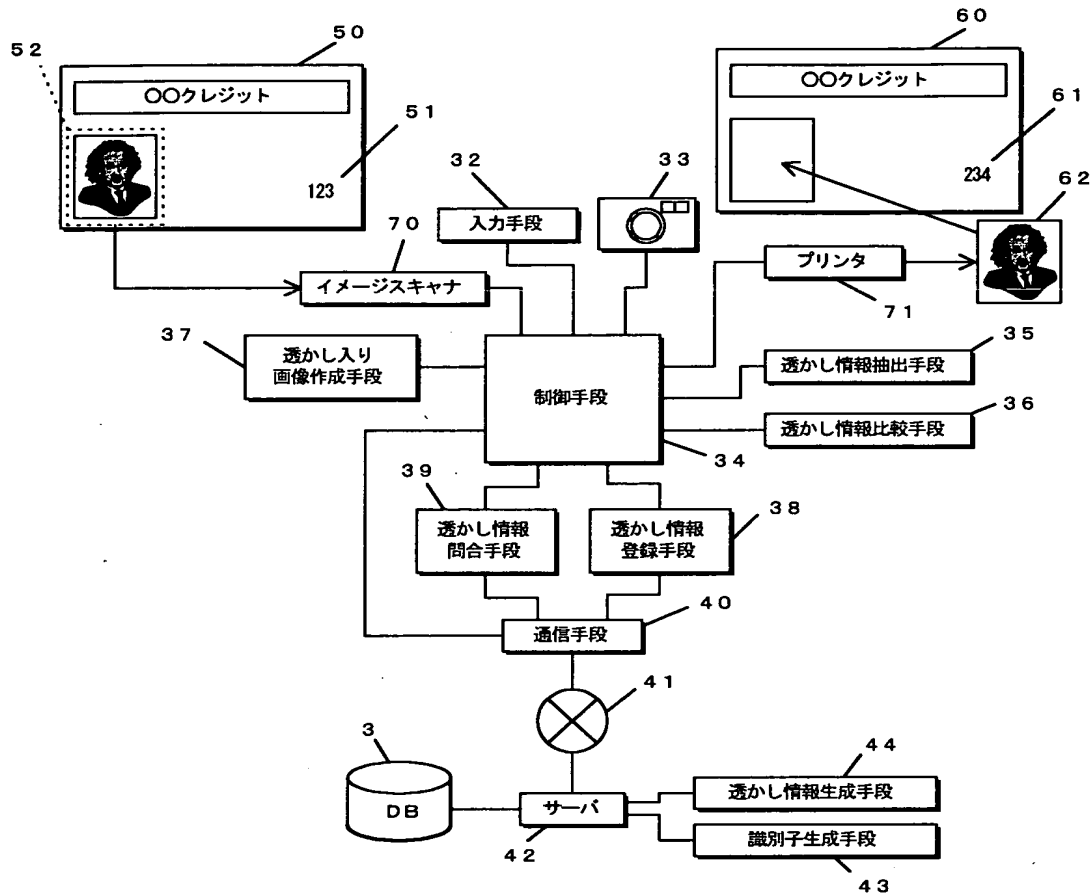 50
60
52
〇〇クレジット
〇〇クレジット
51
61
123
32
33
234
62
入力手段
70
プリンタ
イメージスキャナ
71
37
35
透かし入り
画像作成手段
透かし情報抽出手段
制御手段
36
透かし情報比較手段
34
39
38
透かし情報
問合手段
透かし情報
登録手段
40
通信手段
41
3
44
DB
サーバ
透かし情報生成手段
42
識別子生成手段
43